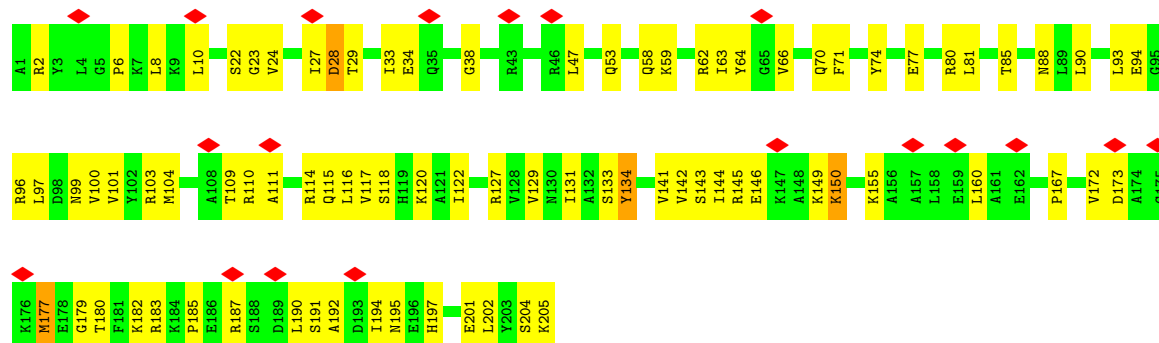 A1 R2 Y3 L4 G5 P6 K7 L8 K9 L10 S22 G23 V24 I27 D28 T29 I33 E34 Q35 G38 R43 R46 L47 Q53 Q58 K59 R62 I63 Y64 G65 V66 Q70 F71 Y74 E77 R80 L81 T85 N88 L89 L90 L93 E94 G95
R96 L97 D98 N99 V100 V101 Y102 R103 M104 A108 T109 R110 A111 R114 Q115 L116 V117 S118 H119 K120 A121 I122 R127 V128 V129 N130 I131 A132 S133 Y134 V141 V142 S143 I144 R145 E146 K147 A148 K149 K150 K155 A156 A157 L158 E159 L160 A161 E162 P167 V172 D173 A174
K176 M177 E178 G179 T180 F181 K182 R183 K184 P185 E186 R187 S188 D189 L190 S191 A192 D193 I194 N195 E196 H197 E201 L202 Y203 S204 K205